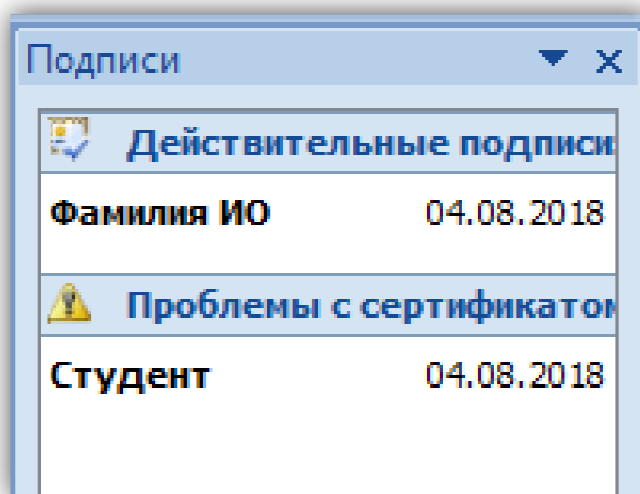 Подписи
Действительные подписи:
Фамилия ИО 04.08.2018
Проблемы с сертификатом
Студент 04.08.2018